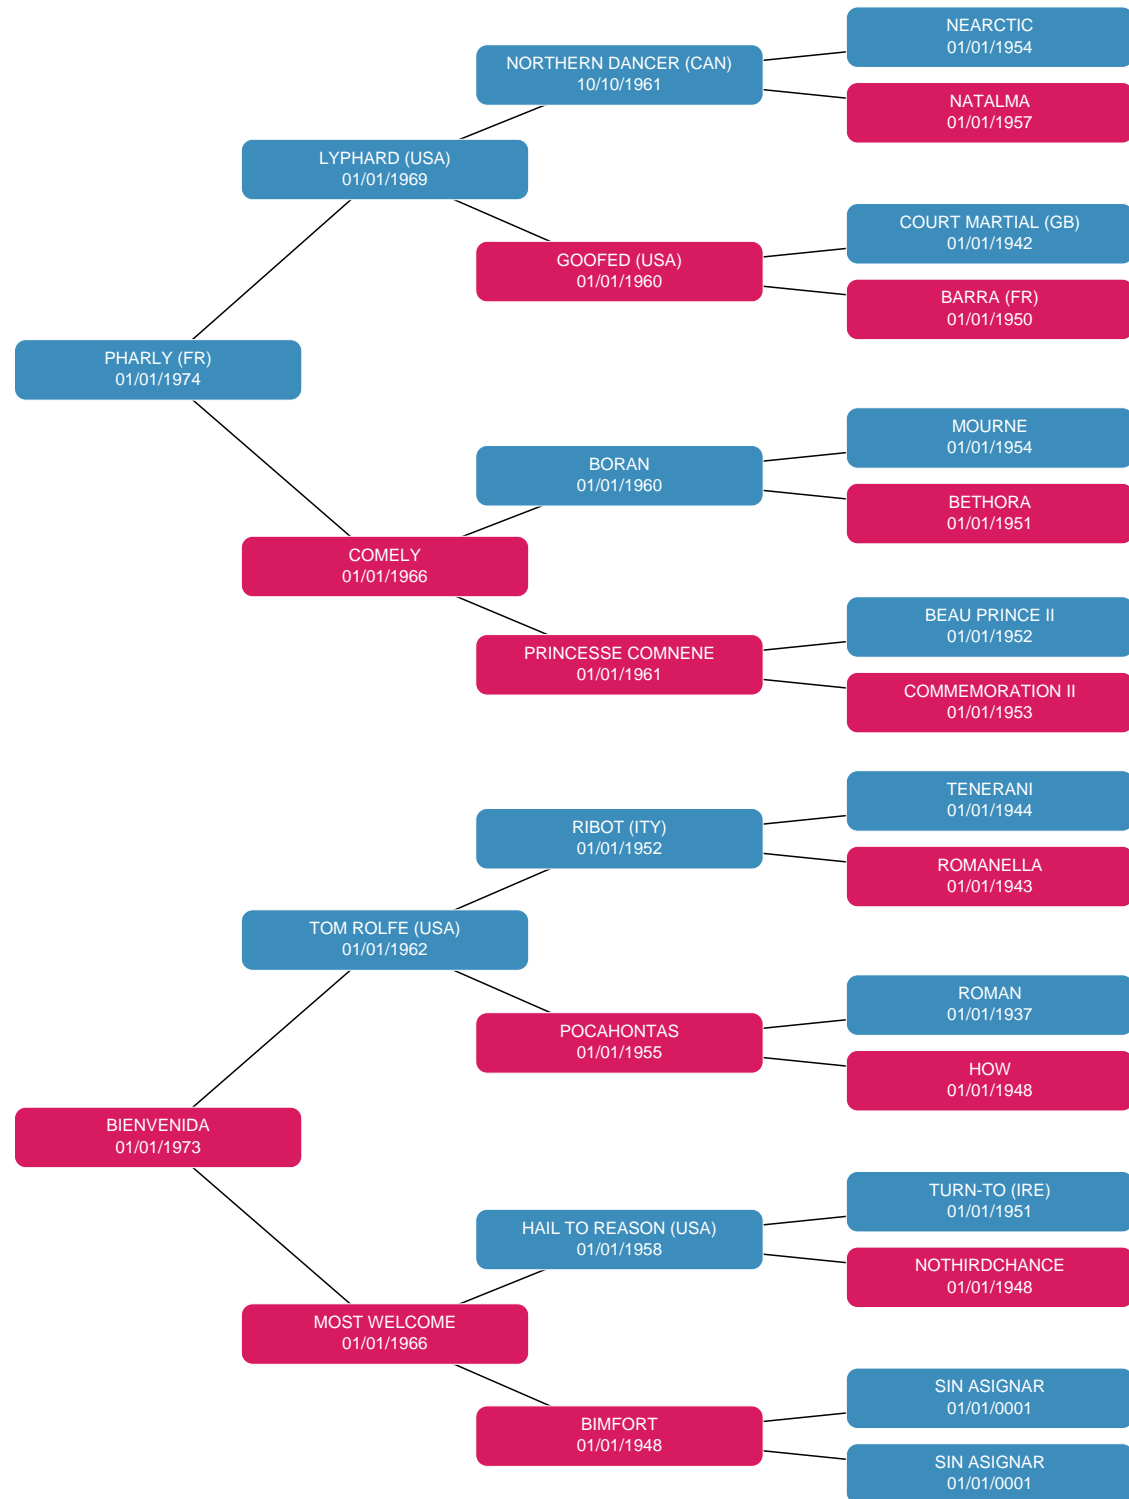 NEARCTIC
01/01/1954
NORTHERN DANCER (CAN)
10/10/1961
NATALMA
01/01/1957
LYPHARD (USA)
01/01/1969
COURT MARTIAL (GB)
01/01/1942
GOOFED (USA)
01/01/1960
BARRA (FR)
01/01/1950
PHARLY (FR)
01/01/1974
MOURNE
01/01/1954
BORAN
01/01/1960
BETHORA
01/01/1951
COMELY
01/01/1966
BEAU PRINCE II
01/01/1952
PRINCESSE COMNENE
01/01/1961
COMMEMORATION II
01/01/1953
TENERANI
01/01/1944
RIBOT (ITY)
01/01/1952
ROMANELLA
01/01/1943
TOM ROLFE (USA)
01/01/1962
ROMAN
01/01/1937
POCAHONTAS
01/01/1955
HOW
01/01/1948
BIENVENIDA
01/01/1973
TURN-TO (IRE)
01/01/1951
HAIL TO REASON (USA)
01/01/1958
NOTHIRDCHANCE
01/01/1948
MOST WELCOME
01/01/1966
SIN ASIGNAR
01/01/0001
BIMFORT
01/01/1948
SIN ASIGNAR
01/01/0001